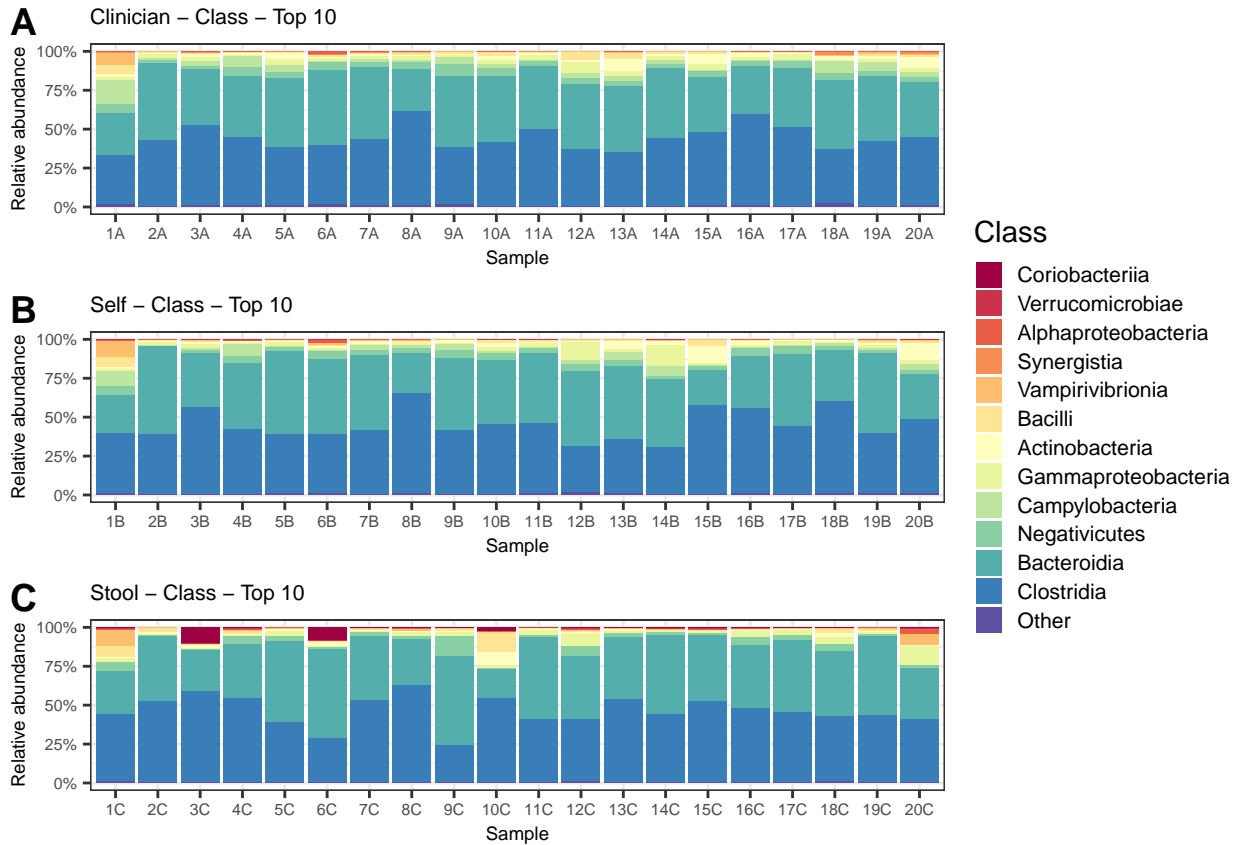 A
Clinician – Class – Top 10
Relative abundance
100%
75%
50%
25%
0%
1A 2A 3A 4A 5A 6A 7A 8A 9A 10A 11A 12A 13A 14A 15A 16A 17A 18A 19A 20A
Sample
B
Self – Class – Top 10
Relative abundance
100%
75%
50%
25%
0%
1B 2B 3B 4B 5B 6B 7B 8B 9B 10B 11B 12B 13B 14B 15B 16B 17B 18B 19B 20B
Sample
C
Stool – Class – Top 10
Relative abundance
100%
75%
50%
25%
0%
1C 2C 3C 4C 5C 6C 7C 8C 9C 10C 11C 12C 13C 14C 15C 16C 17C 18C 19C 20C
Sample
Class
Coriobacteriia
Verrucomicrobiae
Alphaproteobacteria
Synergistia
Vampirivibrionia
Bacilli
Actinobacteria
Gammaproteobacteria
Campylobacteria
Negativicutes
Bacteroidia
Clostridia
Other